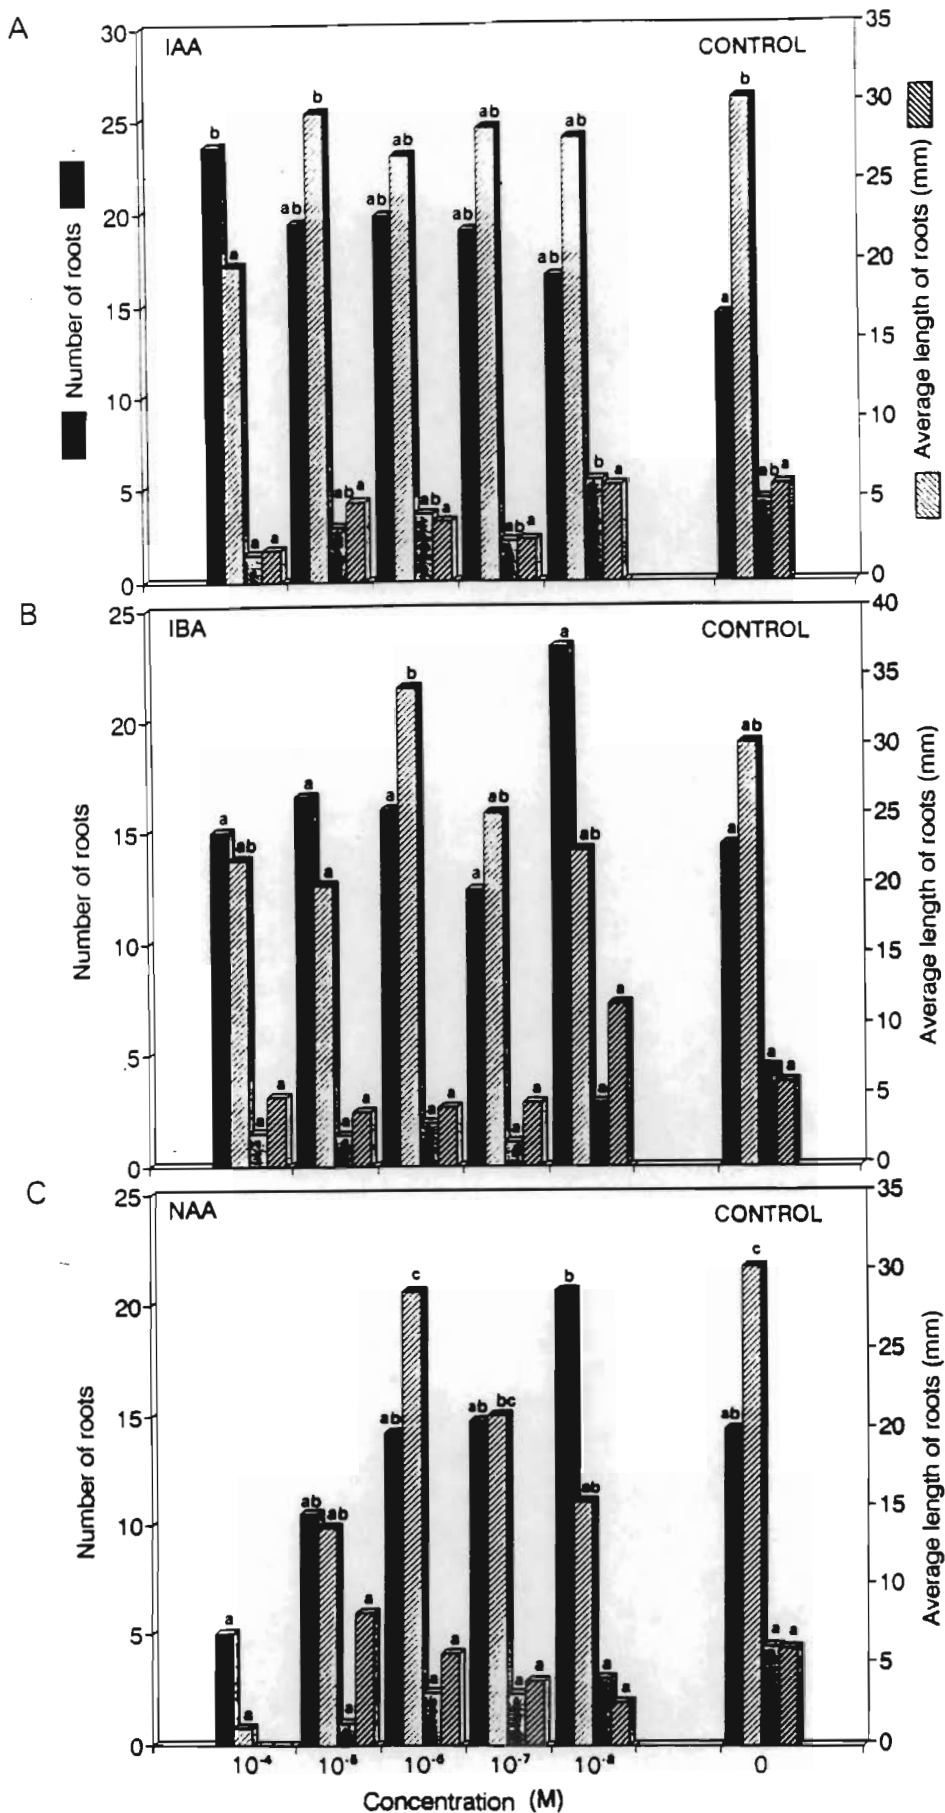 A
IAA
CONTROL
30
25
20
15
10
5
0
35
30
25
20
15
10
5
0
Number of roots
Average length of roots (mm)
b
a
a
a
ab
b
ab
a
ab
ab
ab
a
ab
ab
ab
a
ab
ab
b
a
a
b
ab
a
B
IBA
CONTROL
25
20
15
10
5
0
40
35
30
25
20
15
10
5
0
Number of roots
Average length of roots (mm)
a
ab
a
a
a
a
a
a
a
b
a
a
a
ab
a
a
a
ab
a
a
a
ab
a
a
C
NAA
CONTROL
25
20
15
10
5
0
35
30
25
20
15
10
5
0
Number of roots
Average length of roots (mm)
a
a
ab
ab
a
a
c
a
a
ab
bc
a
a
b
ab
a
a
ab
c
a
a
10⁻⁴
10⁻⁵
10⁻⁶
10⁻⁷
10⁻⁸
0
Concentration (M)